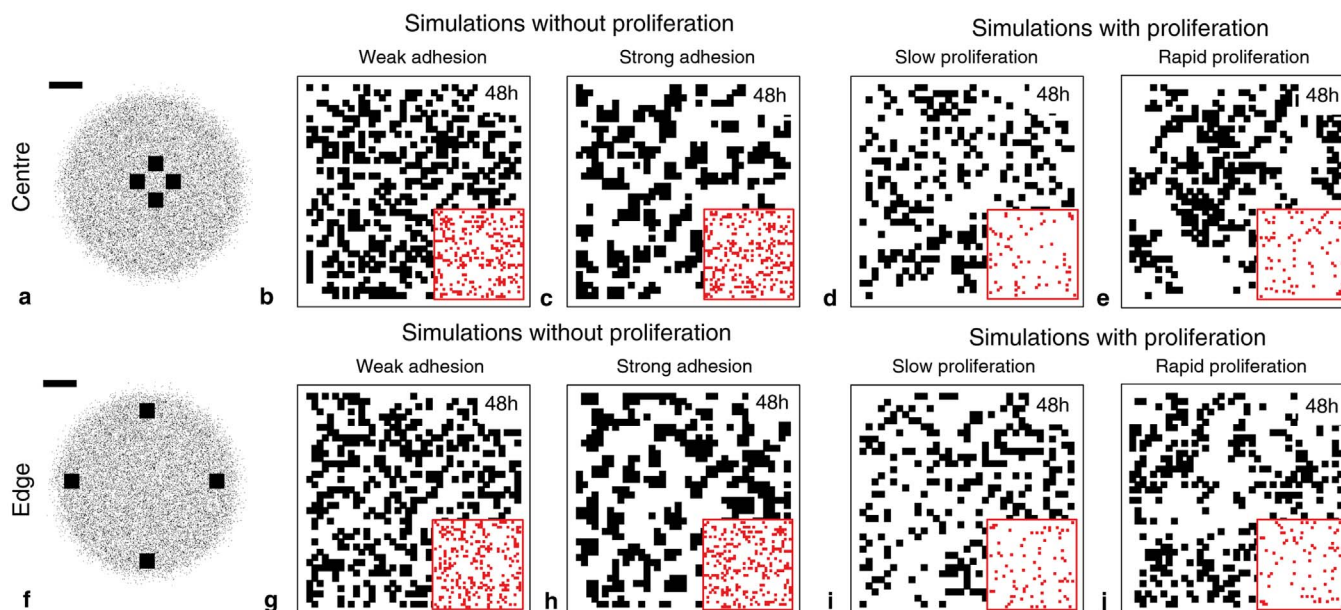 Simulations without proliferation
Simulations with proliferation
Weak adhesion
Strong adhesion
Slow proliferation
Rapid proliferation
Centre
48h
48h
48h
48h
a
b
c
d
e
Simulations without proliferation
Simulations with proliferation
Weak adhesion
Strong adhesion
Slow proliferation
Rapid proliferation
Edge
48h
48h
48h
48h
f
g
h
i
j